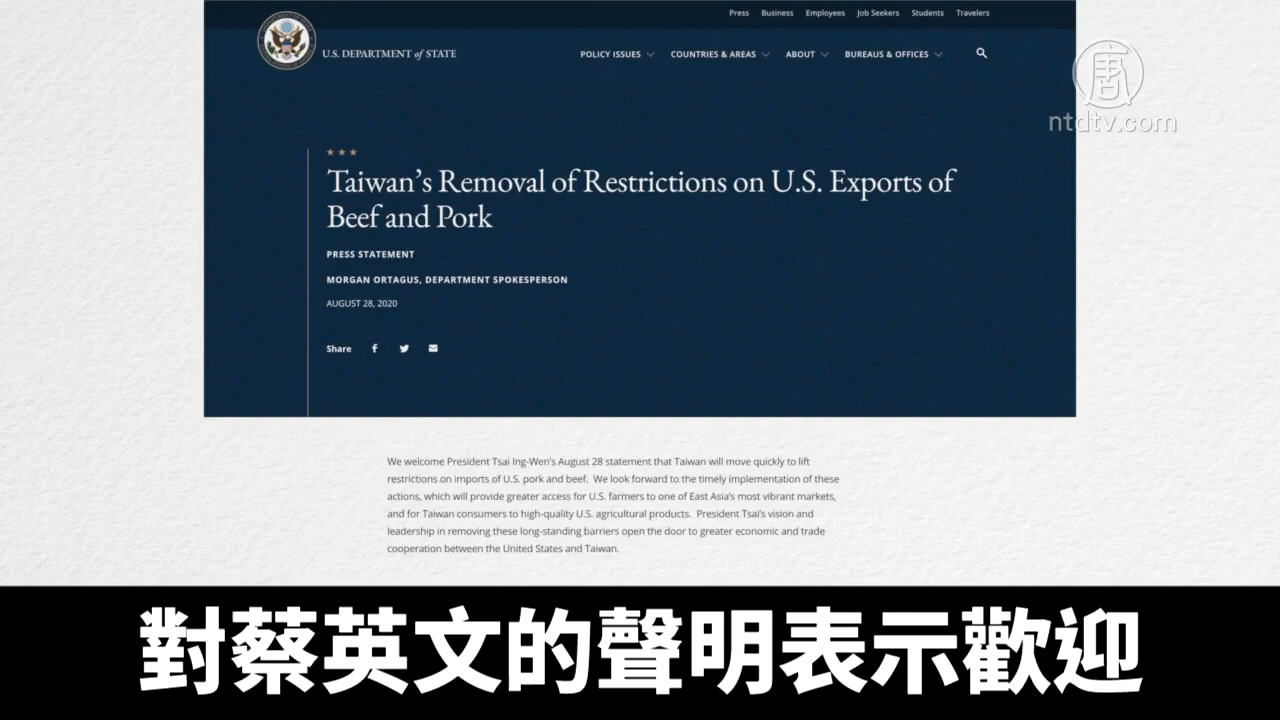 Press Business Employees Job Seekers Students Travelers
U.S. DEPARTMENT of STATE
POLICY ISSUES COUNTRIES & AREAS ABOUT BUREAUS & OFFICES
唐
ntdtv.com
Taiwan's Removal of Restrictions on U.S. Exports of
Beef and Pork
PRESS STATEMENT
MORGAN ORTAGUS, DEPARTMENT SPOKESPERSON
AUGUST 28, 2020
Share
We welcome President Tsai Ing-Wen's August 28 statement that Taiwan will move quickly to lift
restrictions on imports of U.S. pork and beef. We look forward to the timely implementation of these
actions, which will provide greater access for U.S. farmers to one of East Asia's most vibrant markets,
and for Taiwan consumers to high-quality U.S. agricultural products. President Tsai's vision and
leadership in removing these long-standing barriers open the door to greater economic and trade
cooperation between the United States and Taiwan.
對蔡英文的聲明表示歡迎